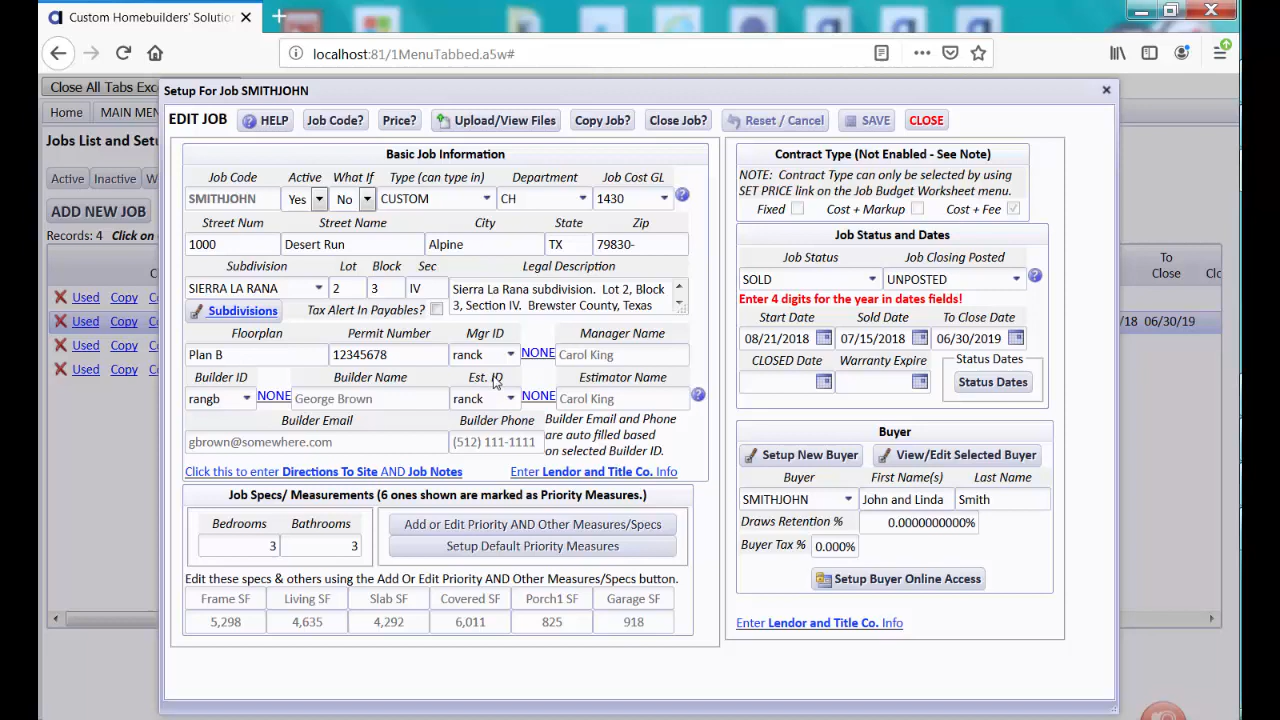 Custom Homebuilders' Solution
localhost:81/1MenuTabbed.a5w#
Close All Tabs Exc
Home MAIN MEN
Jobs List and Setu
Active Inactive W
ADD NEW JOB
Records: 4 Click on
C
Used Copy
Used Copy
Used Copy
Used Copy
To
Close Clo
/18 06/30/19
Setup For Job SMITHJOHN
EDIT JOB HELP Job Code? Price? Upload/View Files Copy Job? Close Job? Reset / Cancel SAVE CLOSE
Basic Job Information
Job Code Active What If Type (can type in) Department Job Cost GL
SMITHJOHN Yes No CUSTOM CH 1430
Street Num Street Name City State Zip
1000 Desert Run Alpine TX 79830-
Subdivision Lot Block Sec Legal Description
SIERRA LA RANA 2 3 IV Sierra La Rana subdivision. Lot 2, Block
3, Section IV. Brewster County, Texas
Subdivisions Tax Alert In Payables?
Floorplan Permit Number Mgr ID Manager Name
Plan B 12345678 ranck NONE Carol King
Builder ID Builder Name Est. ID Estimator Name
rangb NONE George Brown ranck NONE Carol King
Builder Email Builder Phone
gbrown@somewhere.com (512) 111-1111
Builder Email and Phone
are auto filled based
on selected Builder ID.
Click this to enter Directions To Site AND Job Notes Enter Lendor and Title Co. Info
Job Specs/ Measurements (6 ones shown are marked as Priority Measures.)
Bedrooms Bathrooms
3 3
Add or Edit Priority AND Other Measures/Specs
Setup Default Priority Measures
Edit these specs & others using the Add Or Edit Priority AND Other Measures/Specs button.
Frame SF Living SF Slab SF Covered SF Porch1 SF Garage SF
5,298 4,635 4,292 6,011 825 918
Contract Type (Not Enabled - See Note)
NOTE: Contract Type can only be selected by using
SET PRICE link on the Job Budget Worksheet menu.
Fixed Cost + Markup Cost + Fee
Job Status and Dates
Job Status Job Closing Posted
SOLD UNPOSTED
Enter 4 digits for the year in dates fields!
Start Date Sold Date To Close Date
08/21/2018 07/15/2018 06/30/2019
CLOSED Date Warranty Expire Status Dates
Status Dates
Buyer
Setup New Buyer View/Edit Selected Buyer
Buyer First Name(s) Last Name
SMITHJOHN John and Linda Smith
Draws Retention % 0.0000000000%
Buyer Tax % 0.000%
Setup Buyer Online Access
Enter Lendor and Title Co. Info